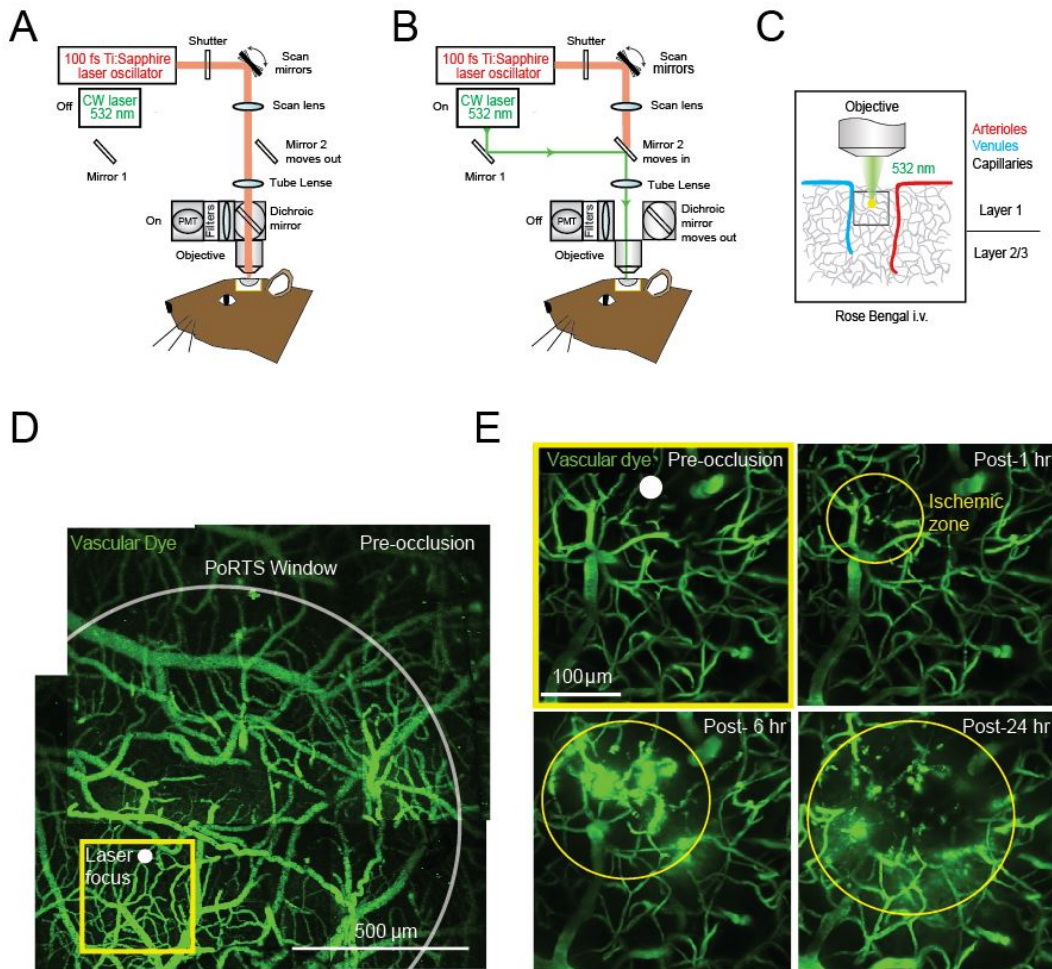 A
Shutter
100 fs Ti:Sapphire
laser oscillator
Scan
mirrors
Off
CW laser
532 nm
Scan lens
Mirror 2
moves out
Mirror 1
Tube Lense
On
PMT
Filters
Dichroic
mirror
Objective
B
Shutter
100 fs Ti:Sapphire
laser oscillator
Scan
mirrors
On
CW laser
532 nm
Scan lens
Mirror 2
moves in
Mirror 1
Tube Lense
Off
PMT
Filters
Dichroic
mirror
moves out
Objective
C
Objective
532 nm
Arterioles
Venules
Capillaries
Layer 1
Layer 2/3
Rose Bengal i.v.
D
Vascular Dye
Pre-occlusion
PoRTS Window
Laser
focus
500 µm
E
Vascular dye
Pre-occlusion
100µm
Post-1 hr
Ischemic
zone
Post- 6 hr
Post-24 hr